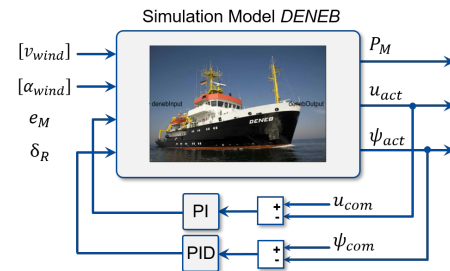 Simulation Model DENEB
[v_wind]
[α_wind]
e_M
δ_R
denebInput
denebOutput
DENEB
P_M
u_act
ψ_act
PI
+
-
u_com
PID
+
-
ψ_com